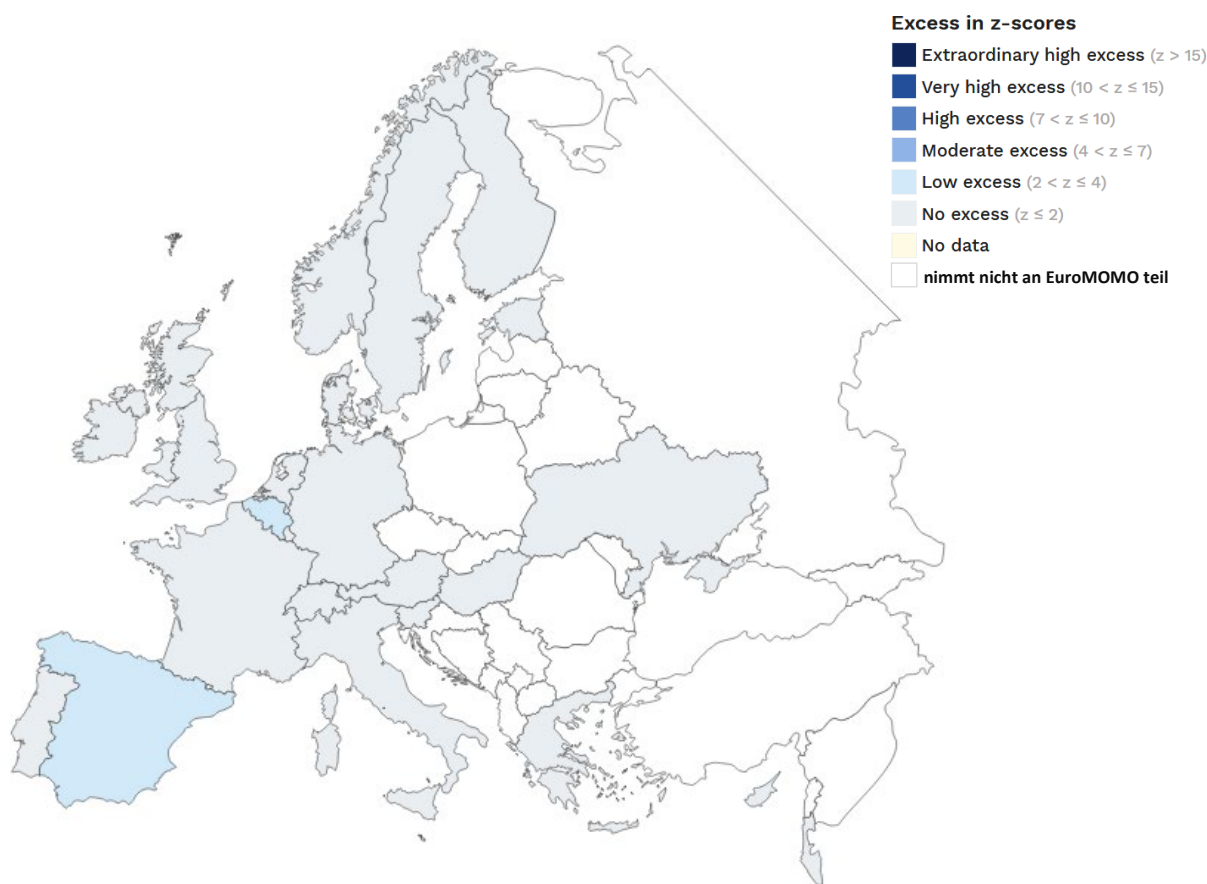 Excess in z-scores
Extraordinary high excess (z > 15)
Very high excess (10 < z ≤ 15)
High excess (7 < z ≤ 10)
Moderate excess (4 < z ≤ 7)
Low excess (2 < z ≤ 4)
No excess (z ≤ 2)
No data
nimmt nicht an EuroMOMO teil